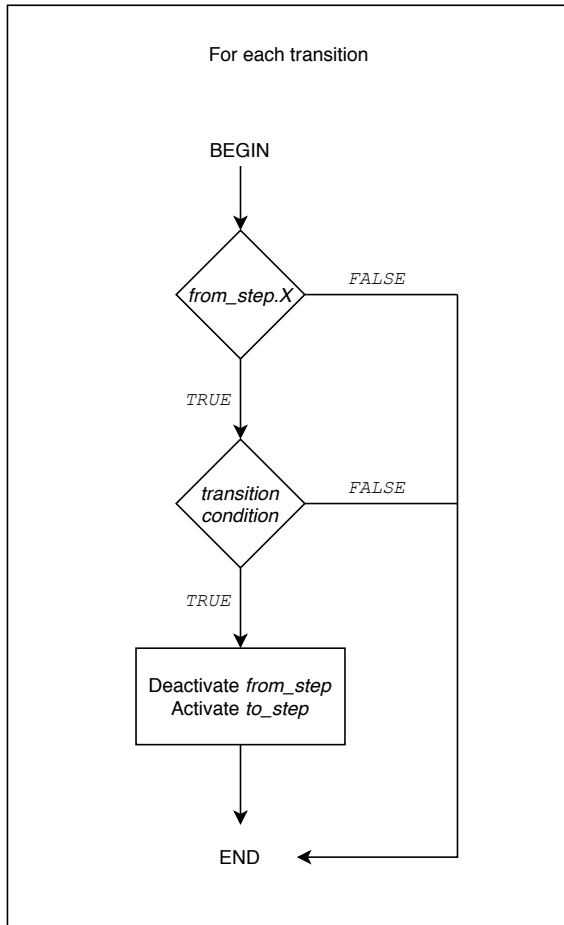 For each transition
BEGIN
from_step.X
FALSE
TRUE
transition
condition
FALSE
TRUE
Deactivate from_step
Activate to_step
END